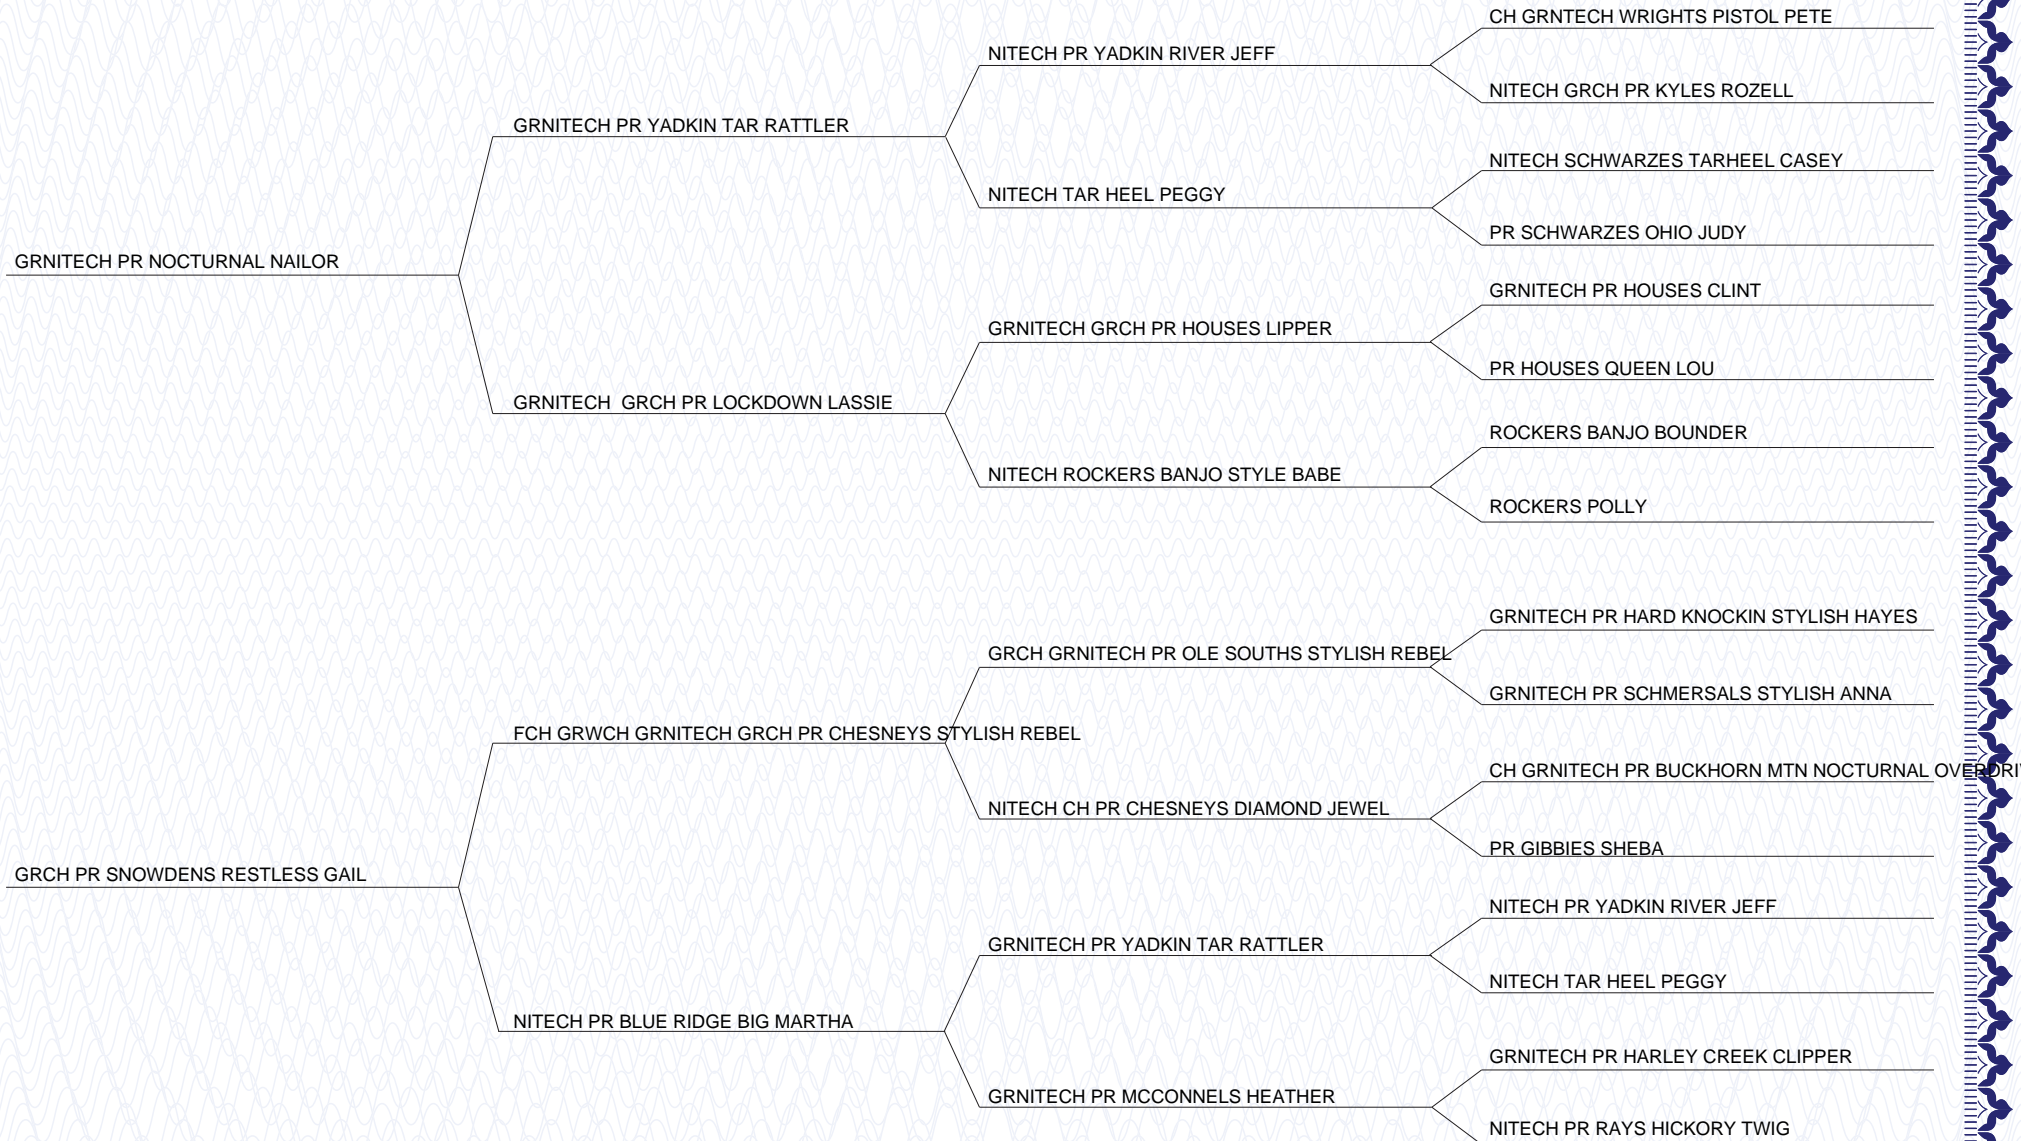 CH GRNTECH WRIGHTS PISTOL PETE
NITECH PR YADKIN RIVER JEFF
NITECH GRCH PR KYLES ROZELL
GRNITECH PR YADKIN TAR RATTLER
NITECH SCHWARZES TARHEEL CASEY
NITECH TAR HEEL PEGGY
PR SCHWARZES OHIO JUDY
GRNITECH PR NOCTURNAL NAILOR
GRNITECH PR HOUSES CLINT
GRNITECH GRCH PR HOUSES LIPPER
PR HOUSES QUEEN LOU
GRNITECH GRCH PR LOCKDOWN LASSIE
ROCKERS BANJO BOUNDER
NITECH ROCKERS BANJO STYLE BABE
ROCKERS POLLY
GRNITECH PR HARD KNOCKIN STYLISH HAYES
GRCH GRNITECH PR OLE SOUTHS STYLISH REBEL
GRNITECH PR SCHMERSALS STYLISH ANNA
FCH GRWCH GRNITECH GRCH PR CHESNEYS STYLISH REBEL
CH GRNITECH PR BUCKHORN MTN NOCTURNAL
NITECH CH PR CHESNEYS DIAMOND JEWEL
PR GIBBIES SHEBA
GRCH PR SNOWDENS RESTLESS GAIL
NITECH PR YADKIN RIVER JEFF
GRNITECH PR YADKIN TAR RATTLER
NITECH TAR HEEL PEGGY
NITECH PR BLUE RIDGE BIG MARTHA
GRNITECH PR HARLEY CREEK CLIPPER
GRNITECH PR MCCONNELS HEATHER
NITECH PR RAYS HICKORY TWIG